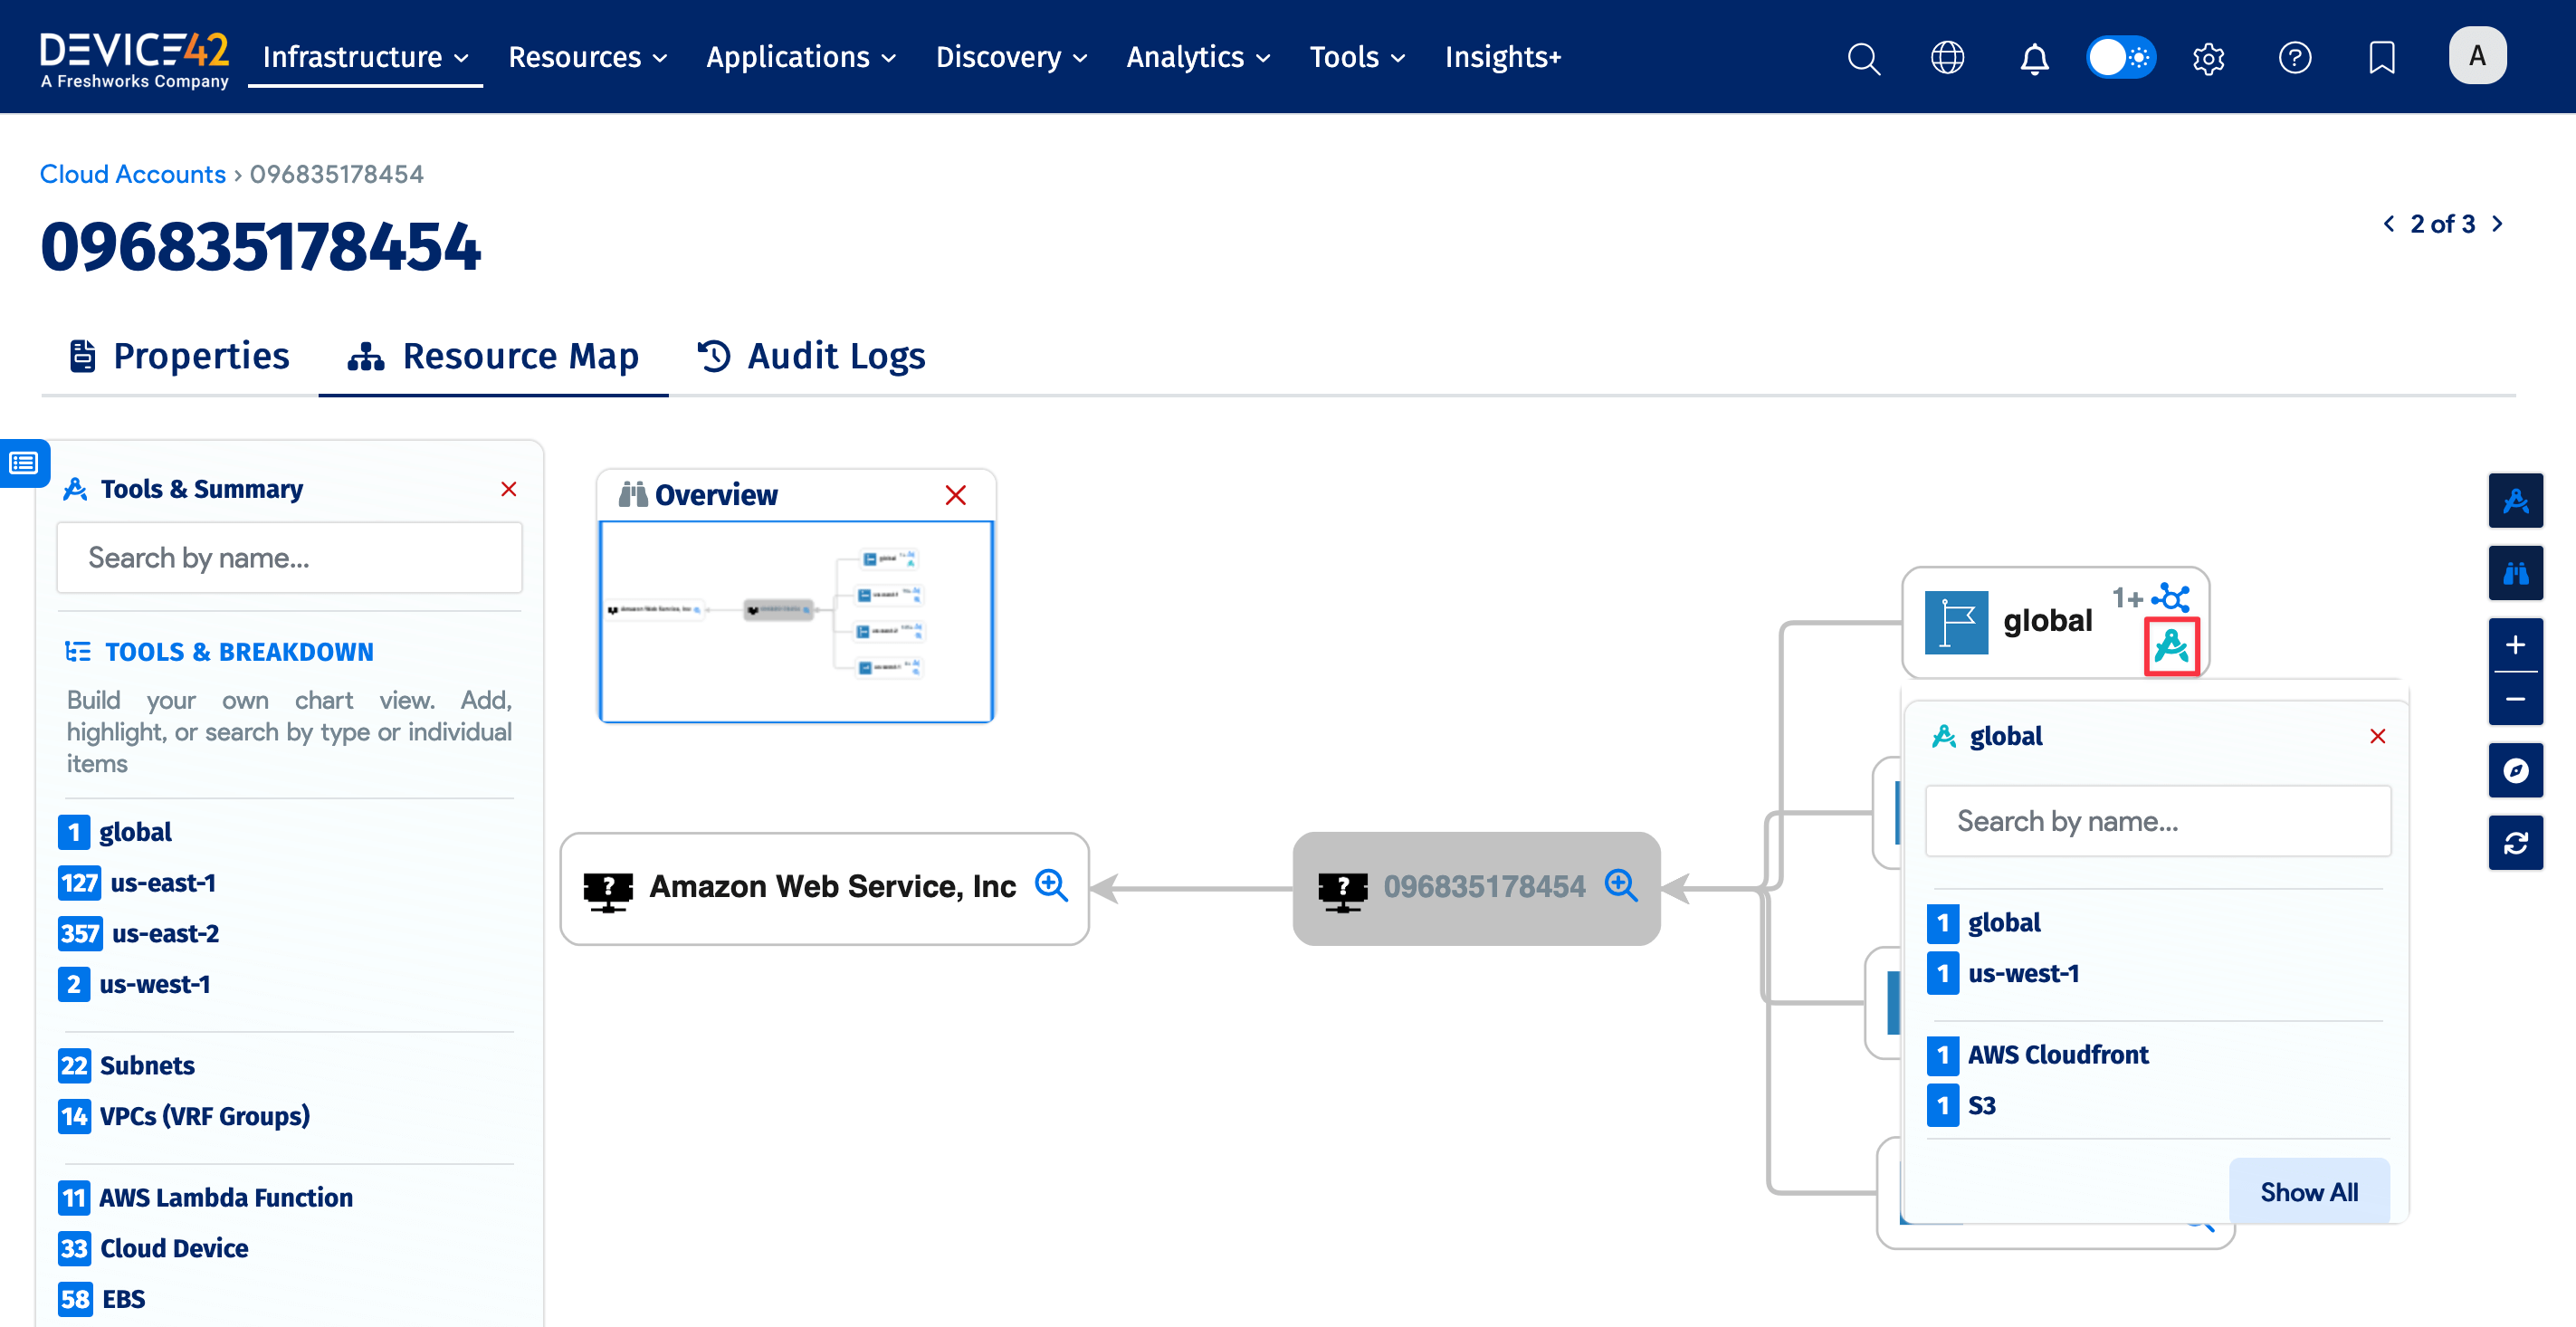 DEVICE42
A Freshworks Company
Infrastructure
Resources
Applications
Discovery
Analytics
Tools
Insights+
A
Cloud Accounts › 096835178454
096835178454
2 of 3
Properties
Resource Map
Audit Logs
Tools & Summary
Search by name...
TOOLS & BREAKDOWN
Build your own chart view. Add,
highlight, or search by type or individual
items
1 global
127 us-east-1
357 us-east-2
2 us-west-1
22 Subnets
14 VPCs (VRF Groups)
11 AWS Lambda Function
33 Cloud Device
58 EBS
Overview
Amazon Web Service, Inc
096835178454
global
1+
global
Search by name...
1 global
1 us-west-1
1 AWS Cloudfront
1 S3
Show All